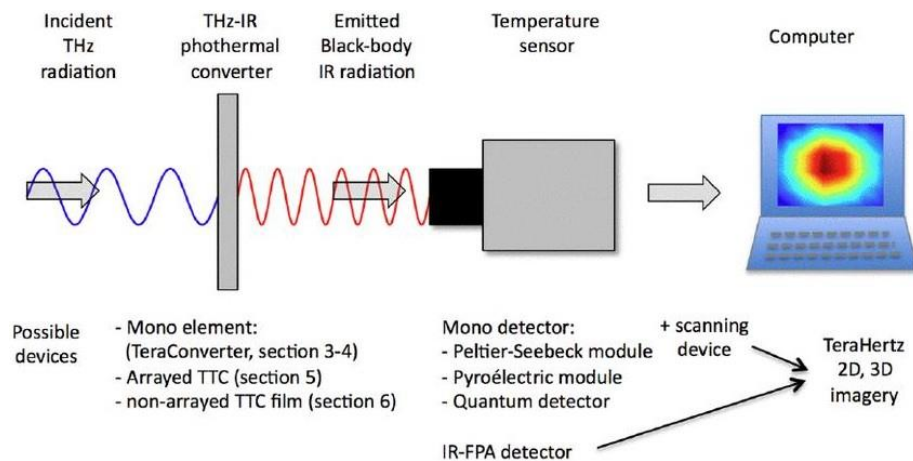 Incident
THz
radiation
THz-IR
phothermal
converter
Emitted
Black-body
IR radiation
Temperature
sensor
Computer
Possible
devices
- Mono element:
(TeraConverter, section 3-4)
- Arrayed TTC (section 5)
- non-arrayed TTC film (section 6)
Mono detector:
- Peltier-Seebeck module
- Pyroélectric module
- Quantum detector
IR-FPA detector
+ scanning
device
TeraHertz
2D, 3D
imagery